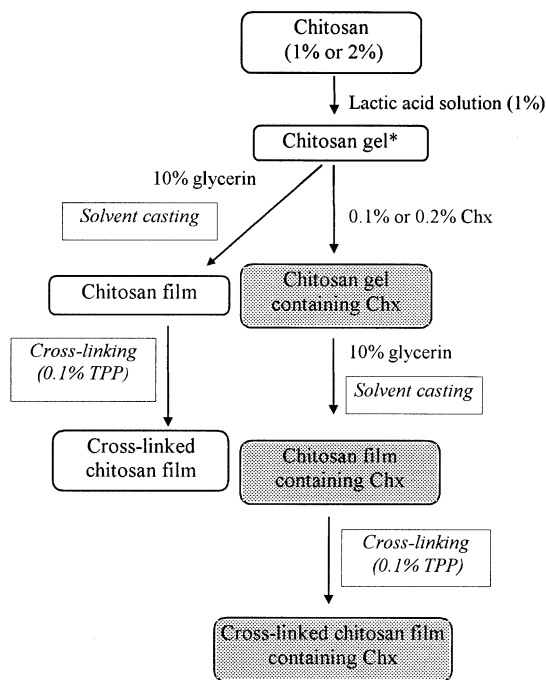 Chitosan
(1% or 2%)
Lactic acid solution (1%)
Chitosan gel*
10% glycerin
Solvent casting
0.1% or 0.2% Chx
Chitosan film
Chitosan gel
containing Chx
Cross-linking
(0.1% TPP)
10% glycerin
Solvent casting
Cross-linked
chitosan film
Chitosan film
containing Chx
Cross-linking
(0.1% TPP)
Cross-linked chitosan film
containing Chx